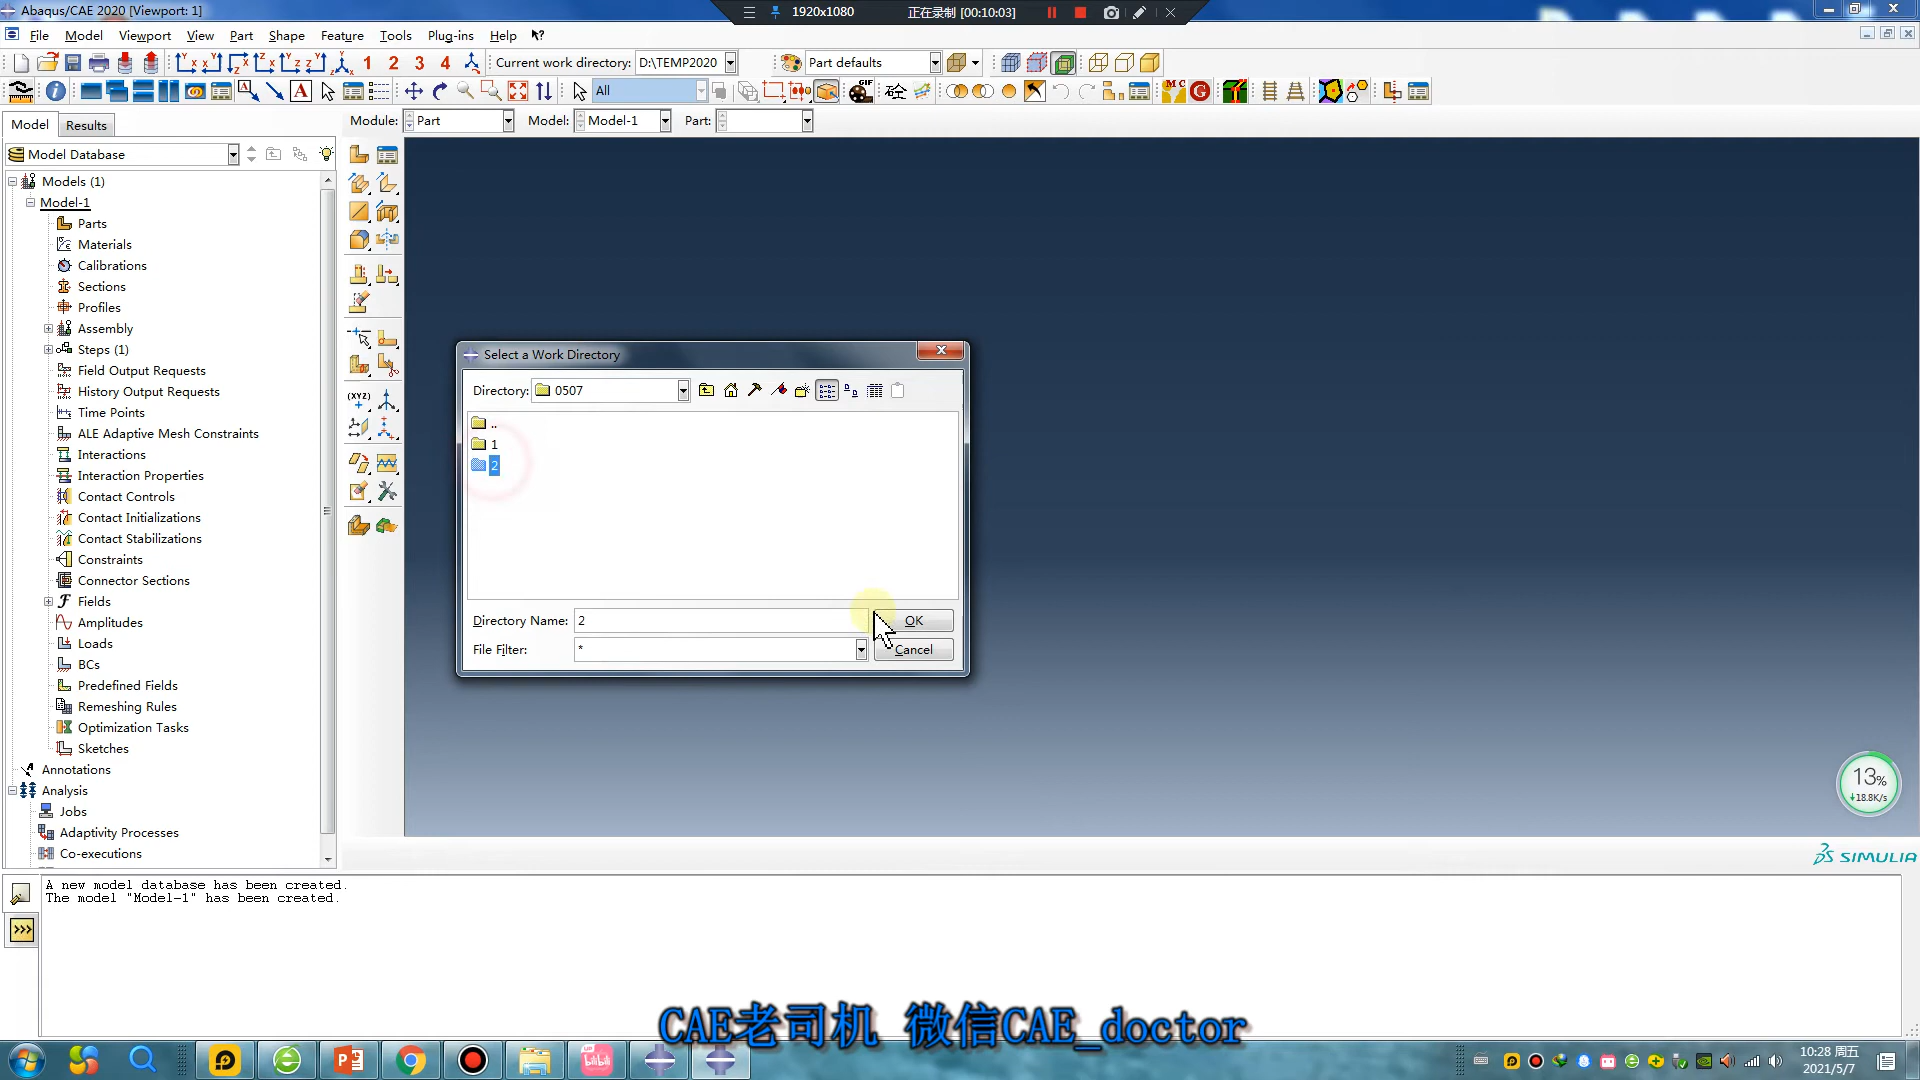 Abaqus/CAE 2020 [Viewport: 1]
1920x1080
正在录制 [00:10:03]
File
Model
Viewport
View
Part
Shape
Feature
Tools
Plug-ins
Help
1 2 3 4
Current work directory: D:\TEMP2020
Part defaults
All
Model
Results
Module: Part
Model: Model-1
Part:
Model Database
Models (1)
Model-1
Parts
Materials
Calibrations
Sections
Profiles
Assembly
Steps (1)
Field Output Requests
History Output Requests
Time Points
ALE Adaptive Mesh Constraints
Interactions
Interaction Properties
Contact Controls
Contact Initializations
Contact Stabilizations
Constraints
Connector Sections
Fields
Amplitudes
Loads
BCs
Predefined Fields
Remeshing Rules
Optimization Tasks
Sketches
Annotations
Analysis
Jobs
Adaptivity Processes
Co-executions
Select a Work Directory
Directory: 0507
..
1
2
Directory Name: 2
OK
File Filter: *
Cancel
13%
18.8K/s
SIMULIA
A new model database has been created.
The model "Model-1" has been created.
>>>
CAE老司机 微信CAE_doctor
10:28 周五
2021/5/7